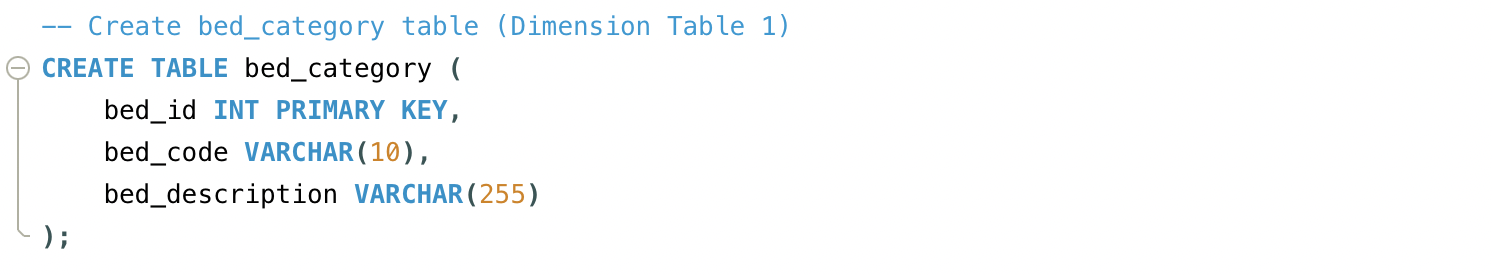 -- Create bed_category table (Dimension Table 1)
CREATE TABLE bed_category (
    bed_id INT PRIMARY KEY,
    bed_code VARCHAR(10),
    bed_description VARCHAR(255)
);